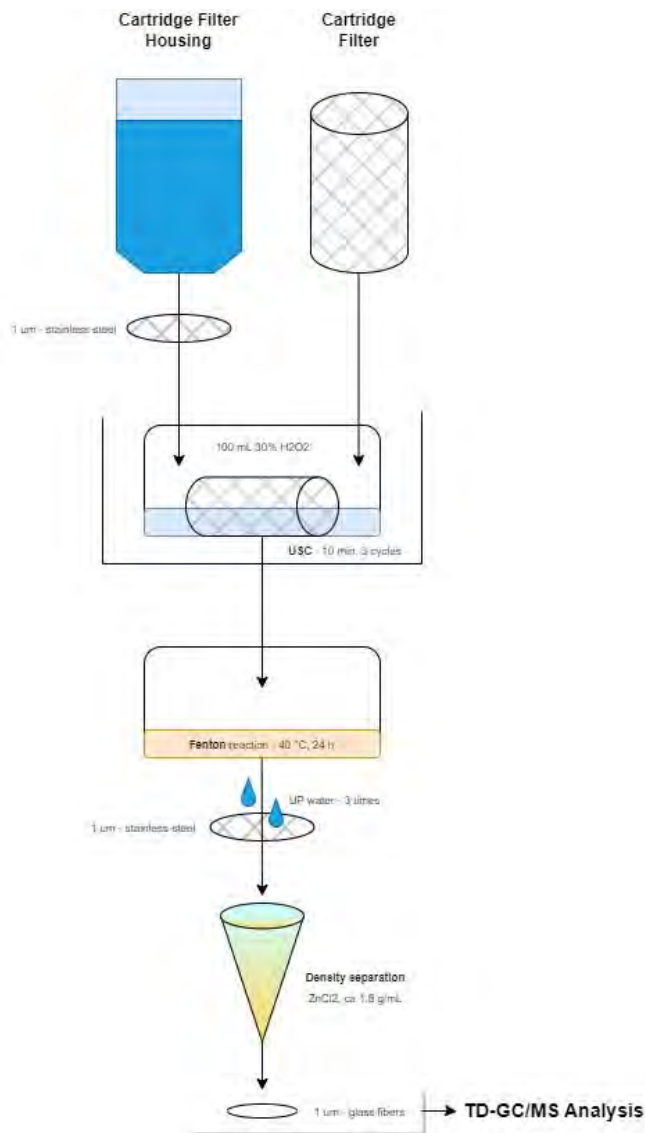 Cartridge Filter
Housing
Cartridge
Filter
1 um - stainless-steel
100 mL 30% H2O2
USC - 10 min, 3 cycles
Fenton reaction - 40 °C, 24 h
UP water - 3 times
1 um - stainless-steel
Density separation
ZnCl2, ca 1.8 g/mL
1 um - glass fibers
TD-GC/MS Analysis